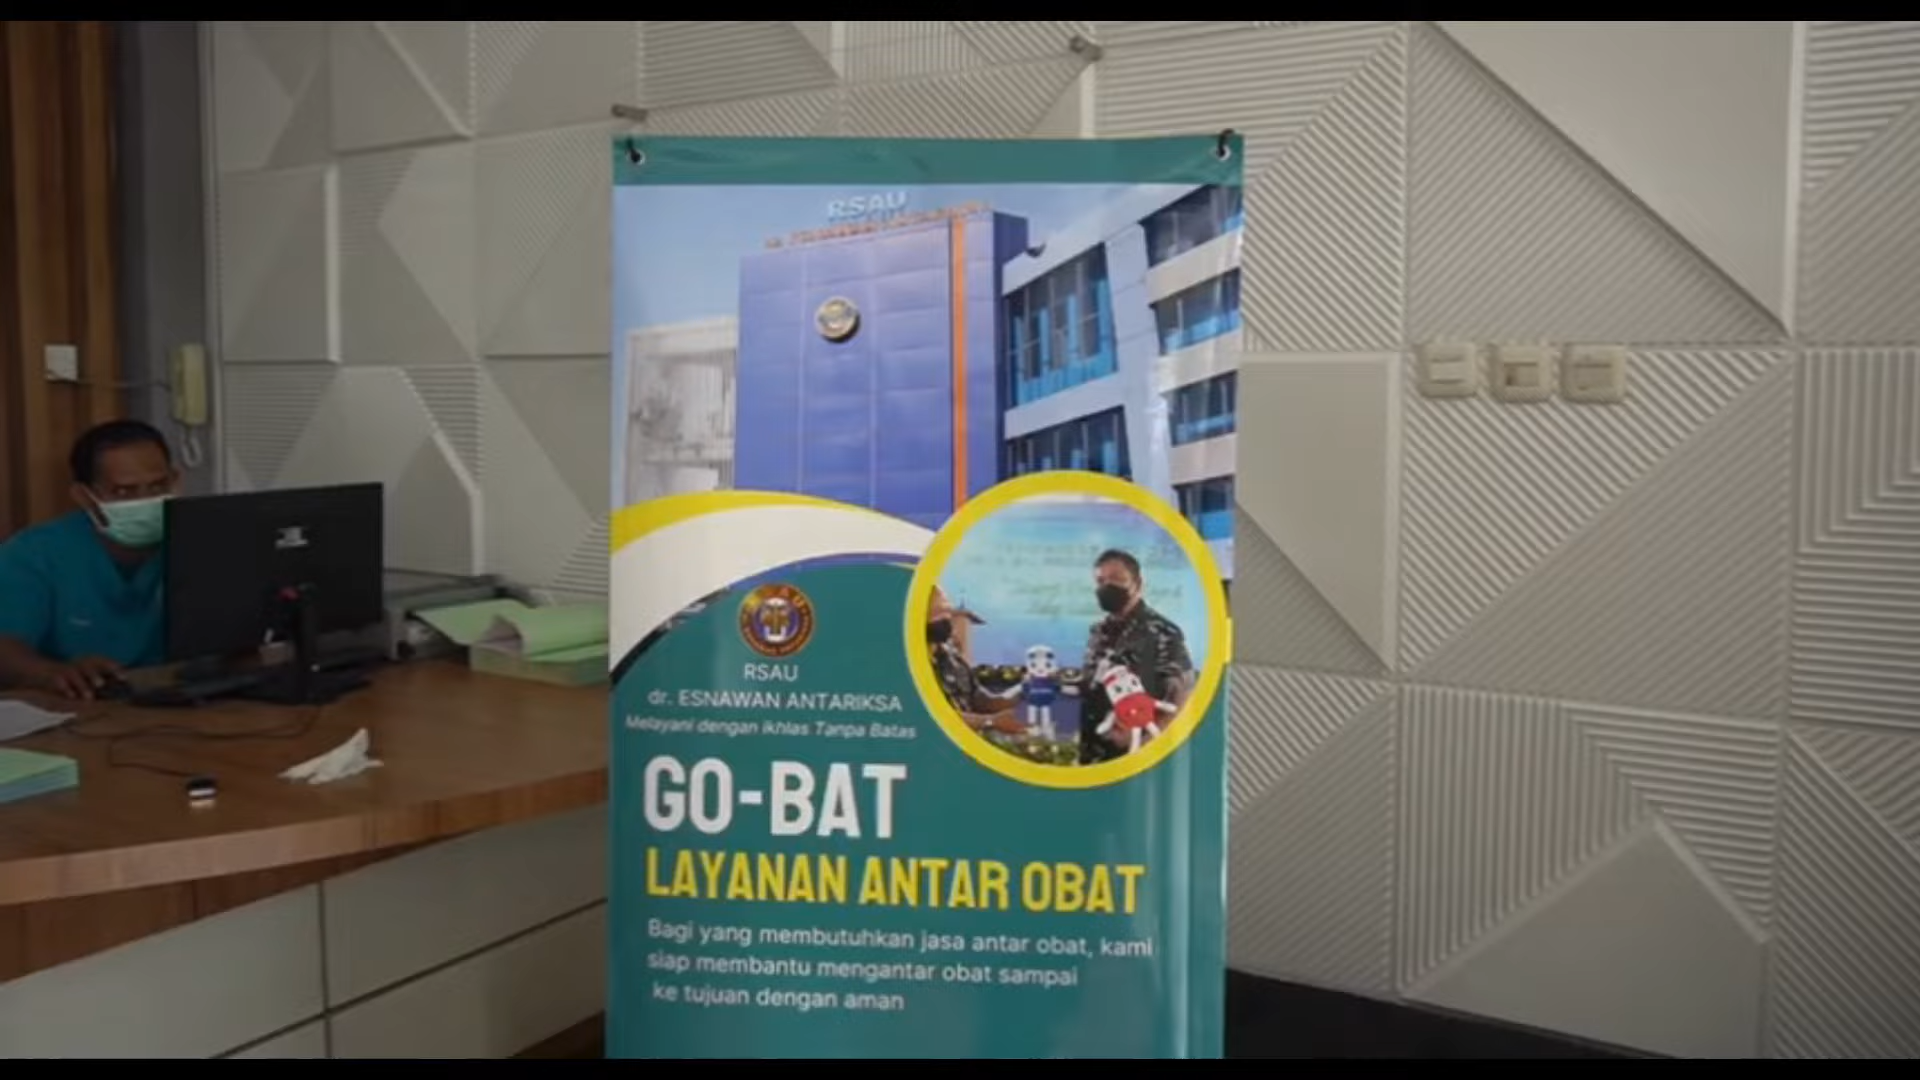 RSAU
RSAU
dr. ESNAWAN ANTARIKSA
Melayani dengan ikhlas Tanpa Batas
GO-BAT
LAYANAN ANTAR OBAT
Bagi yang membutuhkan jasa antar obat, kami
siap membantu mengantar obat sampai
ke tujuan dengan aman